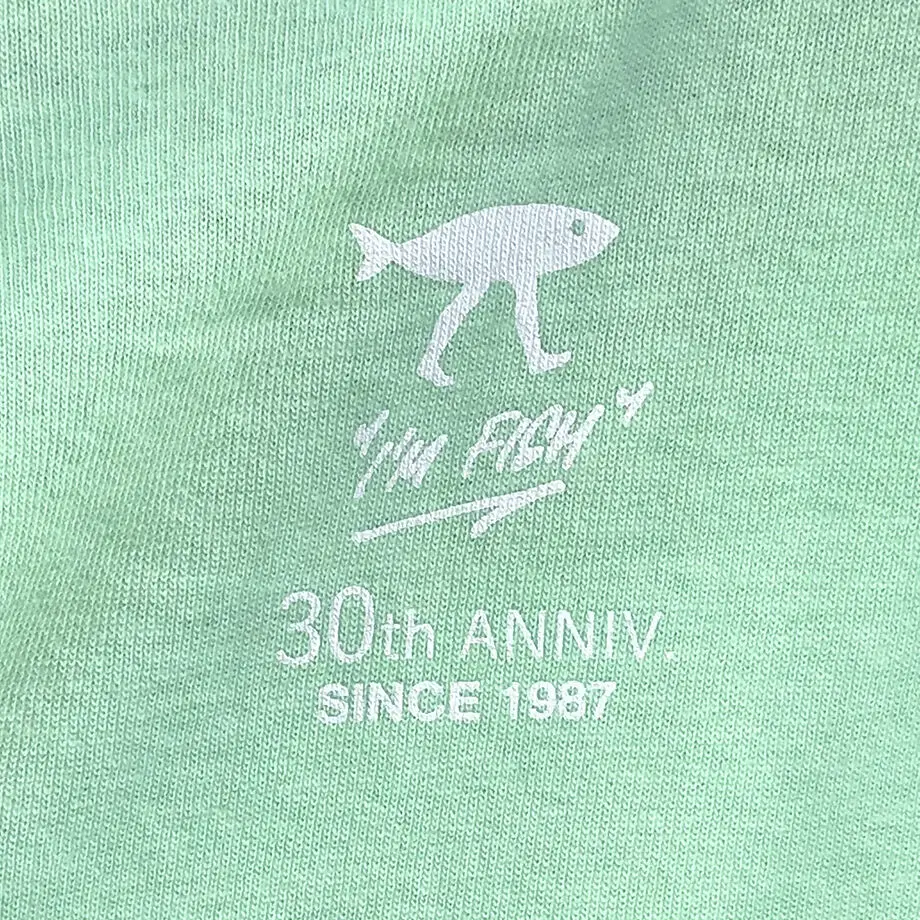 "I'M FISH"
30th ANNIV.
SINCE 1987